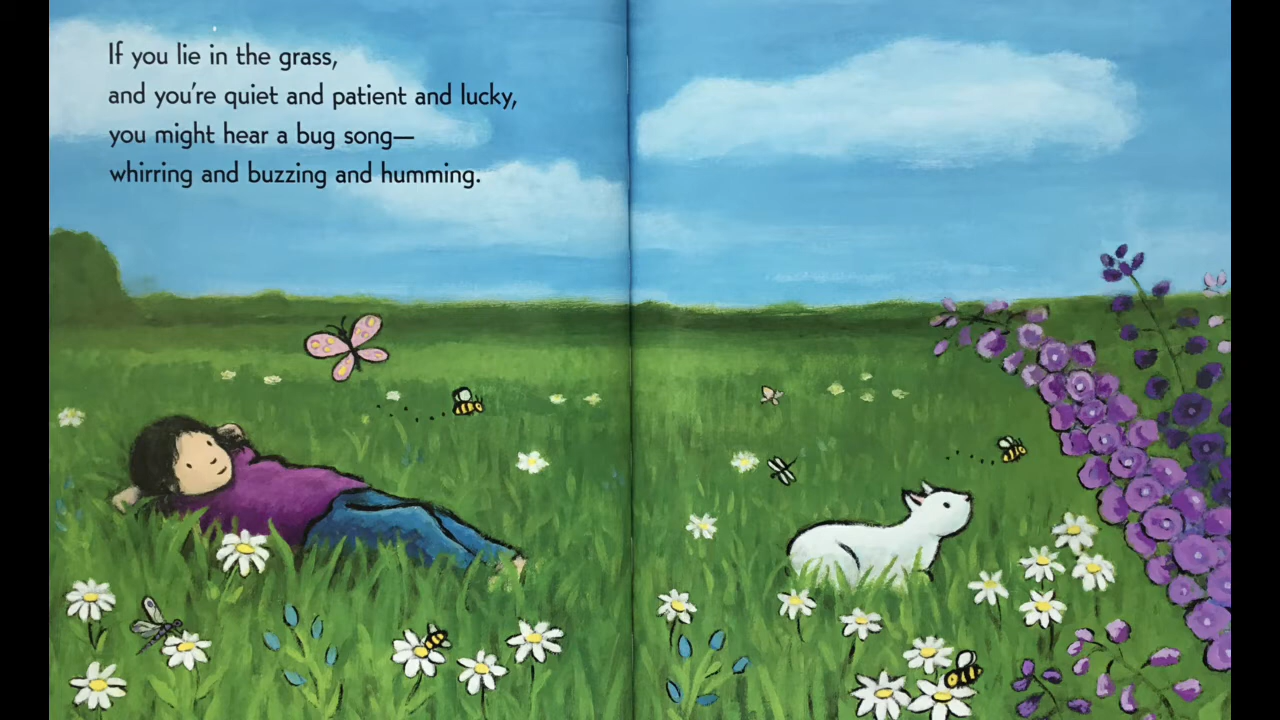 If you lie in the grass,
and you're quiet and patient and lucky,
you might hear a bug song—
whirring and buzzing and humming.